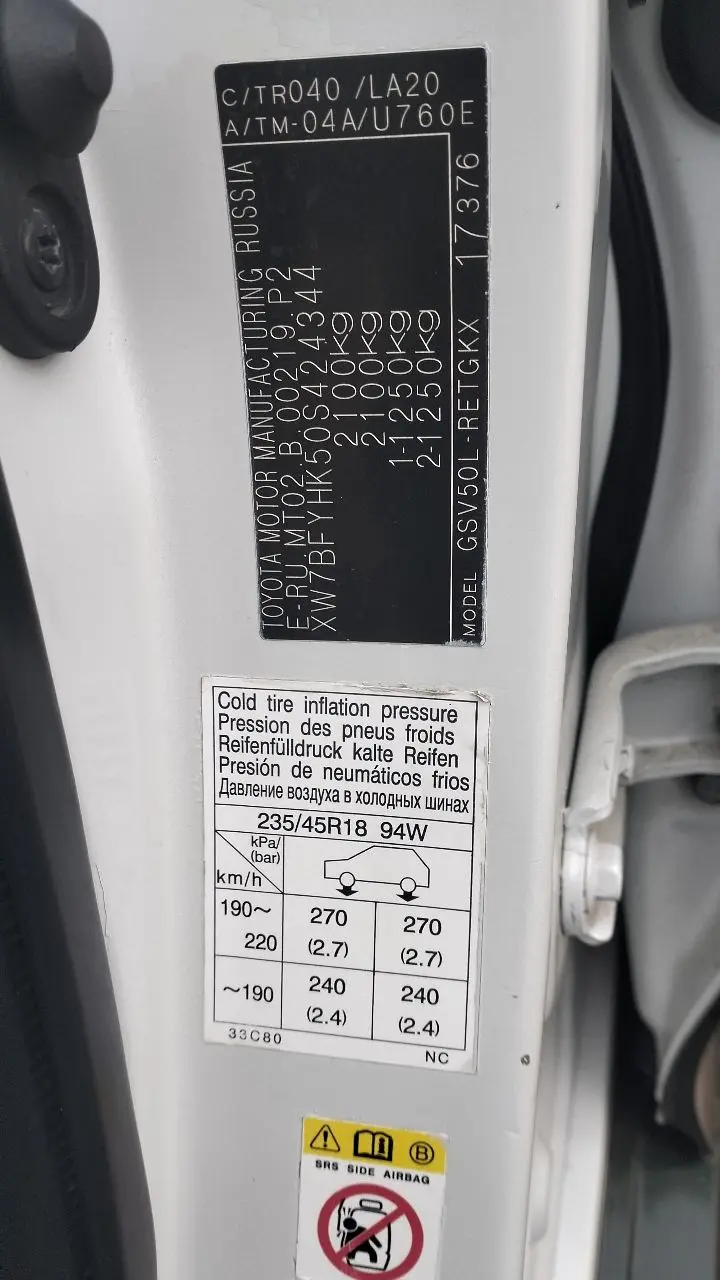 C/TR040 /LA20
A/TM-04A/U760E
TOYOTA MOTOR MANUFACTURING RUSSIA
E-RU.MT02.B.00219.P2
XW7BFYHK50S424344
2100kg
2100kg
1-1250kg
2-1250kg
MODEL GSV50L-RETGKX 17376
Cold tire inflation pressure
Pression des pneus froids
Reifenfülldruck kalte Reifen
Presión de neumáticos frios
Давление воздуха в холодных шинах
235/45R18 94W
kPa/
(bar)
km/h
190~
220
270
(2.7)
270
(2.7)
~190
240
(2.4)
240
(2.4)
33C80
NC
B
SRS SIDE AIRBAG